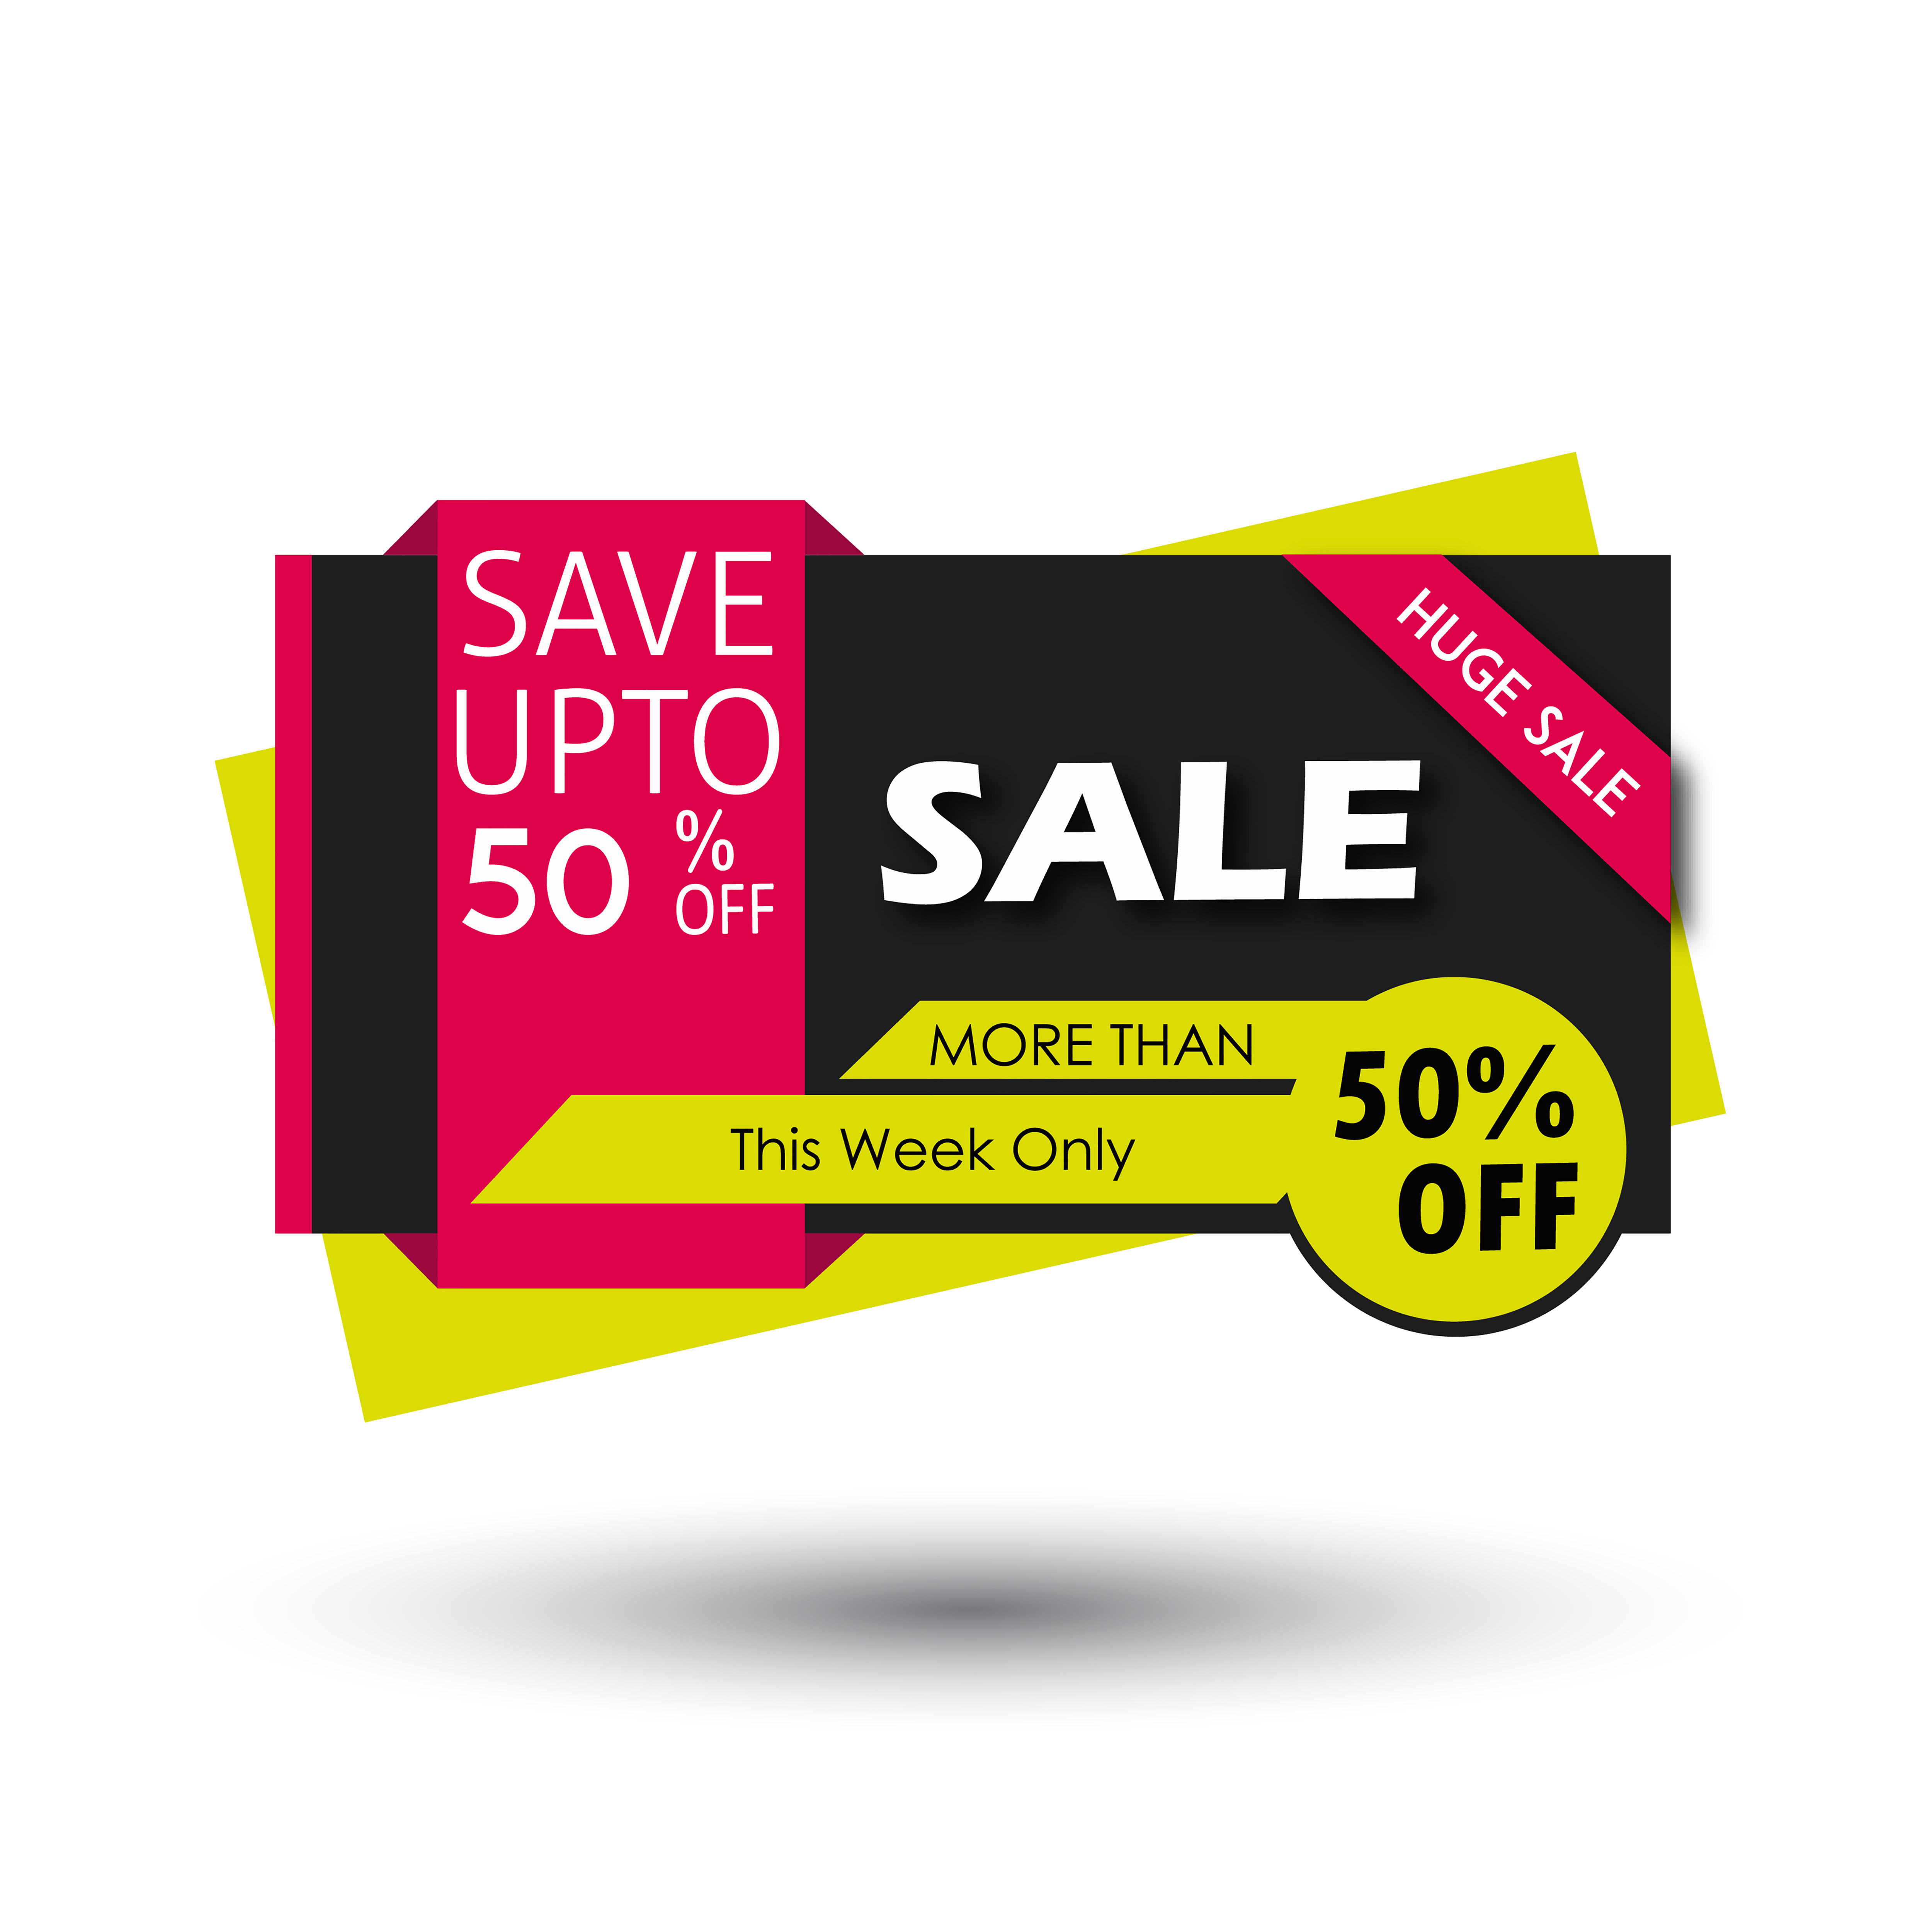 SAVE
UPTO
50 %
OFF
HUGE SALE
SALE
MORE THAN
50%
OFF
This Week Only